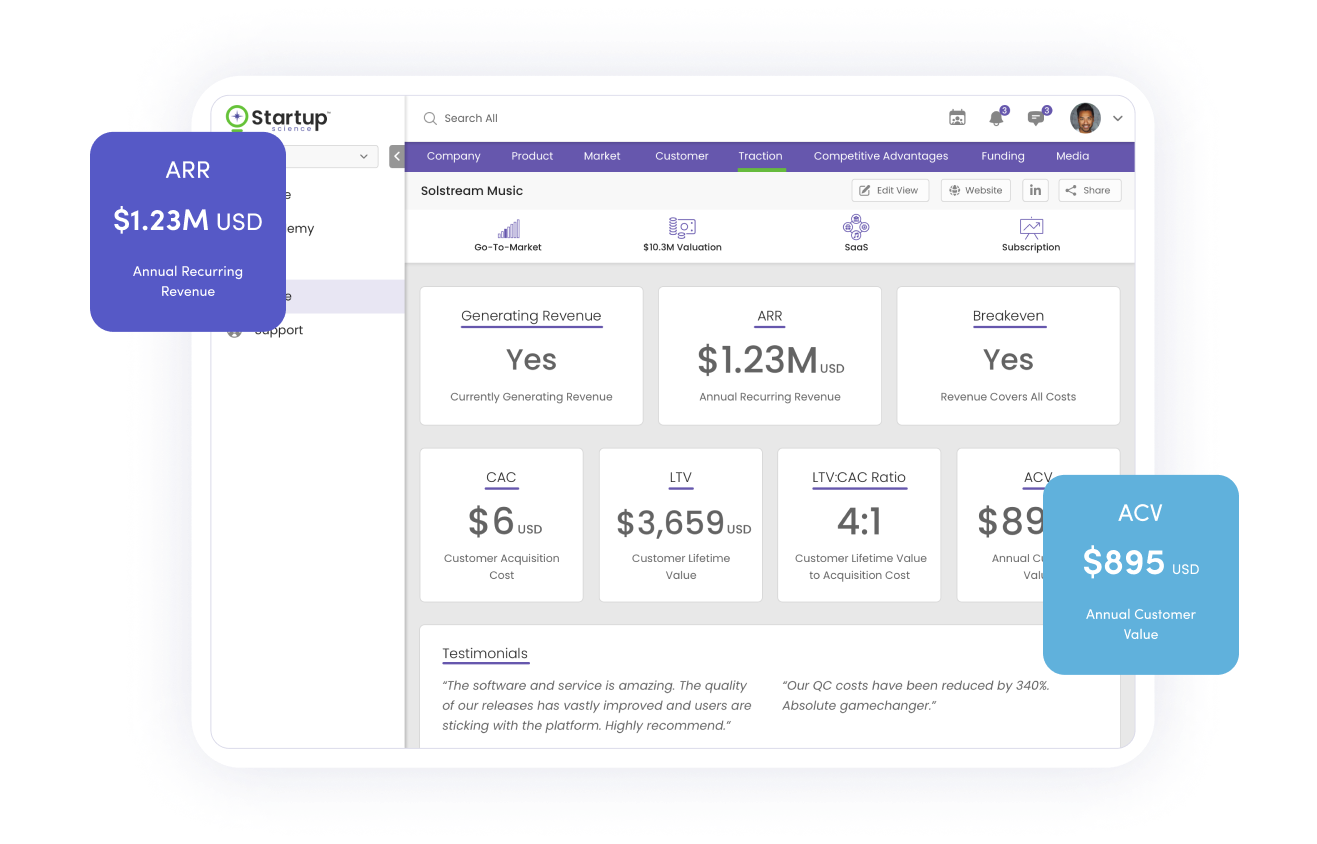 Startup™
science
Search All
3
3
ARR
$1.23M USD
Annual Recurring
Revenue
Support
Company Product Market Customer Traction Competitive Advantages Funding Media
Solstream Music
Edit View
Website
in
Share
Go-To-Market
$10.3M Valuation
SaaS
Subscription
Generating Revenue
Yes
Currently Generating Revenue
ARR
$1.23M USD
Annual Recurring Revenue
Breakeven
Yes
Revenue Covers All Costs
CAC
$6 USD
Customer Acquisition
Cost
LTV
$3,659 USD
Customer Lifetime
Value
LTV:CAC Ratio
4:1
Customer Lifetime Value
to Acquisition Cost
ACV
$89
Annual
ACV
$895 USD
Annual Customer
Value
Testimonials
“The software and service is amazing. The quality
of our releases has vastly improved and users are
sticking with the platform. Highly recommend.”
“Our QC costs have been reduced by 340%.
Absolute gamechanger.”